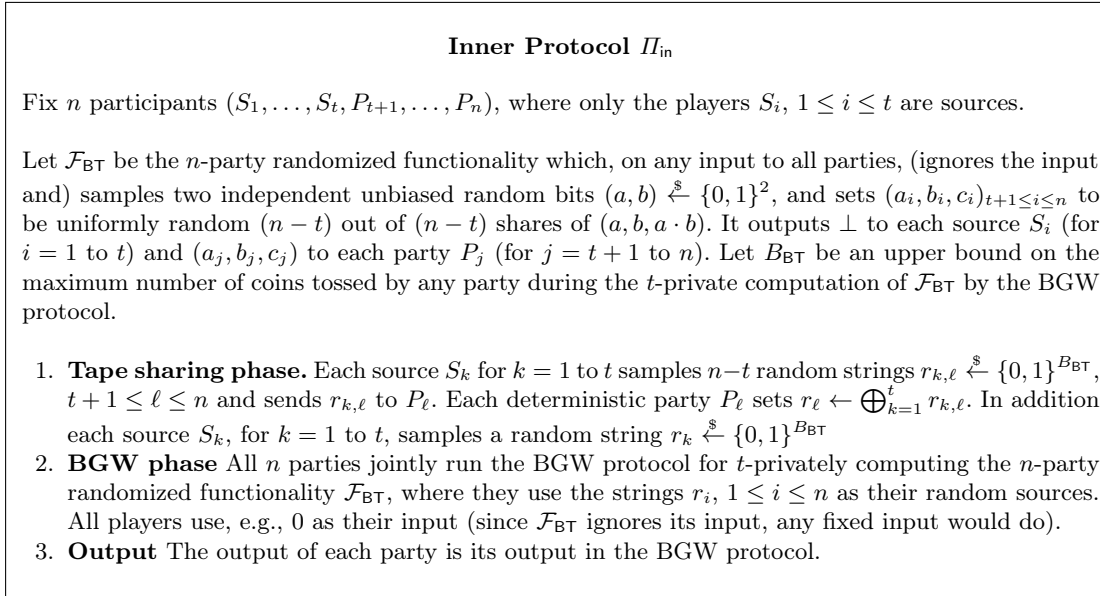 Inner Protocol Π_in
Fix n participants (S_1, . . . , S_t, P_{t+1}, . . . , P_n), where only the players S_i, 1 ≤ i ≤ t are sources.
Let F_BT be the n-party randomized functionality which, on any input to all parties, (ignores the input
and) samples two independent unbiased random bits (a, b) ←$ {0, 1}^2, and sets (a_i, b_i, c_i)_{t+1≤i≤n} to
be uniformly random (n − t) out of (n − t) shares of (a, b, a · b). It outputs ⊥ to each source S_i (for
i = 1 to t) and (a_j, b_j, c_j) to each party P_j (for j = t + 1 to n). Let B_BT be an upper bound on the
maximum number of coins tossed by any party during the t-private computation of F_BT by the BGW
protocol.
1. Tape sharing phase. Each source S_k for k = 1 to t samples n−t random strings r_{k,ℓ} ←$ {0, 1}^{B_BT},
t + 1 ≤ ℓ ≤ n and sends r_{k,ℓ} to P_ℓ. Each deterministic party P_ℓ sets r_ℓ ← ⊕_{k=1}^t r_{k,ℓ}. In addition
each source S_k, for k = 1 to t, samples a random string r_k ←$ {0, 1}^{B_BT}
2. BGW phase All n parties jointly run the BGW protocol for t-privately computing the n-party
randomized functionality F_BT, where they use the strings r_i, 1 ≤ i ≤ n as their random sources.
All players use, e.g., 0 as their input (since F_BT ignores its input, any fixed input would do).
3. Output The output of each party is its output in the BGW protocol.